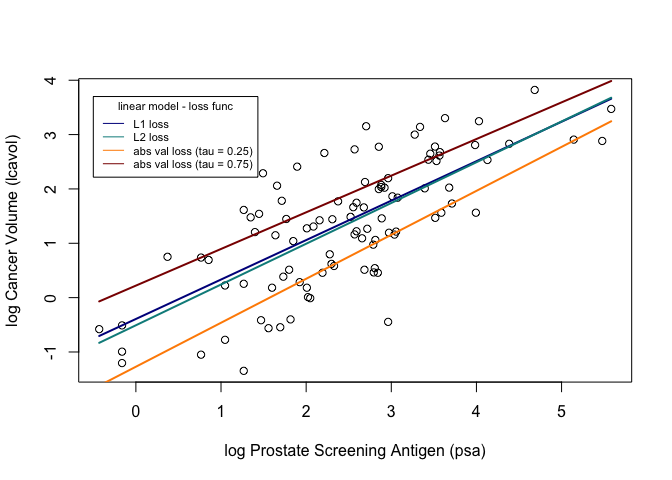 linear model - loss func
L1 loss
L2 loss
abs val loss (tau = 0.25)
abs val loss (tau = 0.75)
log Cancer Volume (lcavol)
4
3
2
1
0
-1
0 1 2 3 4 5
log Prostate Screening Antigen (psa)